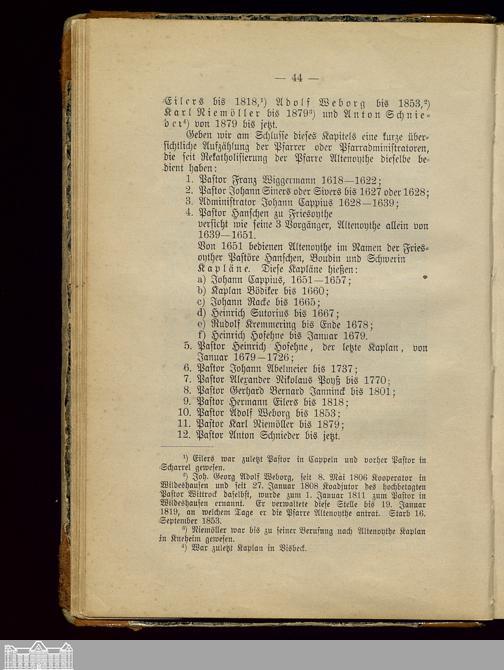 — 44 —
Eilers bis 1818,¹) Adolf Weborg bis 1853,²)
Karl Niemöller bis 1879³) und Anton Schnie-
der⁴) von 1879 bis jetzt.
Geben wir am Schlusse dieses Kapitels eine kurze über-
sichtliche Aufzählung der Pfarrer oder Pfarradministratoren,
die seit Rekatholisierung der Pfarre Altenoythe dieselbe be-
dient haben:
1. Pastor Franz Wiggermann 1618—1622;
2. Pastor Johann Siners oder Sivers bis 1627 oder 1628;
3. Administrator Johann Cappius 1628—1639;
4. Pastor Hanschen zu Friesoythe
versieht wie seine 3 Vorgänger, Altenoythe allein von
1639—1651.
Von 1651 bedienen Altenoythe im Namen der Fries-
oyther Pastöre Hanschen, Boudin und Schwerin
Kapläne. Diese Kapläne hießen:
a) Johann Cappius, 1651—1657;
b) Kaplan Bödiker bis 1660;
c) Johann Racke bis 1665;
d) Heinrich Sutorius bis 1667;
e) Rudolf Kremmering bis Ende 1678;
f) Heinrich Hosehne bis Januar 1679.
5. Pastor Heinrich Hosehne, der letzte Kaplan, von
Januar 1679—1726;
6. Pastor Johann Abelmeier bis 1737;
7. Pastor Alexander Nikolaus Poyß bis 1770;
8. Pastor Gerhard Bernard Janninck bis 1801;
9. Pastor Hermann Eilers bis 1818;
10. Pastor Adolf Weborg bis 1853;
11. Pastor Karl Niemöller bis 1879;
12. Pastor Anton Schnieder bis jetzt.
¹) Eilers war zuletzt Pastor in Cappeln und vorher Pastor in
Scharrel gewesen.
²) Joh. Georg Adolf Weborg, seit 8. Mai 1806 Kooperator in
Wildeshausen und seit 27. Januar 1808 Koadjutor des hochbetagten
Pastor Wittrock daselbst, wurde zum 1. Januar 1811 zum Pastor in
Wildeshausen ernannt. Er verwaltete diese Stelle bis 19. Januar
1819, an welchem Tage er die Pfarre Altenoythe antrat. Starb 16.
September 1853.
³) Niemöller war bis zu seiner Berufung nach Altenoythe Kaplan
in Kneheim gewesen.
⁴) War zuletzt Kaplan in Visbeck.